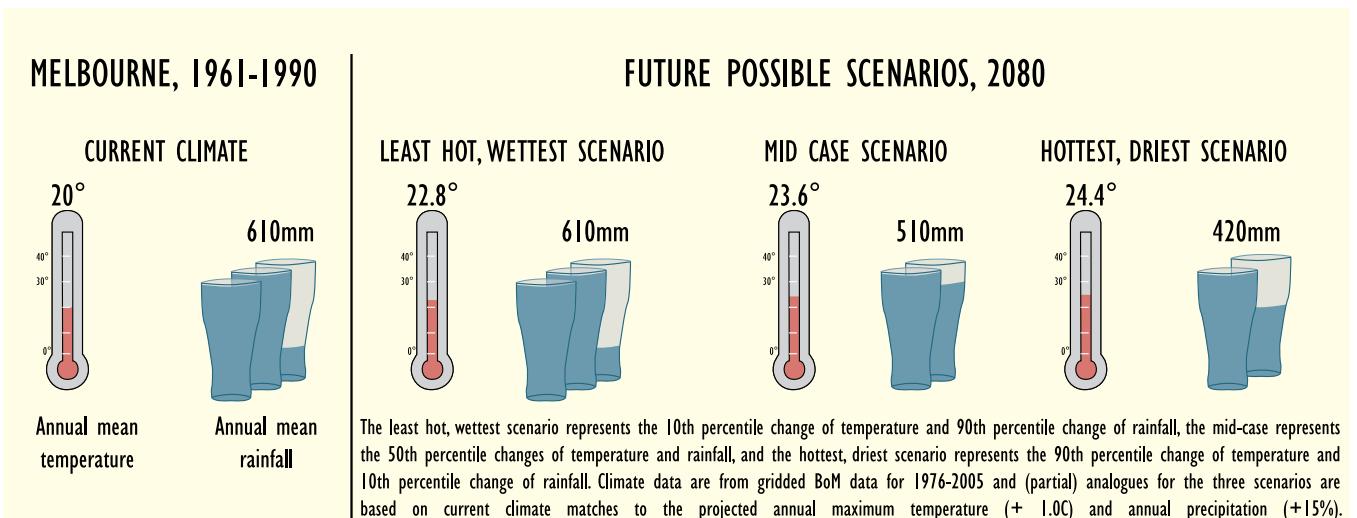 MELBOURNE, 1961-1990
FUTURE POSSIBLE SCENARIOS, 2080
CURRENT CLIMATE
LEAST HOT, WETTEST SCENARIO
MID CASE SCENARIO
HOTTEST, DRIEST SCENARIO
20°
610mm
40°
30°
0°
22.8°
610mm
40°
30°
0°
23.6°
510mm
40°
30°
0°
24.4°
420mm
40°
30°
0°
Annual mean
temperature
Annual mean
rainfall
The least hot, wettest scenario represents the 10th percentile change of temperature and 90th percentile change of rainfall, the mid-case represents
the 50th percentile changes of temperature and rainfall, and the hottest, driest scenario represents the 90th percentile change of temperature and
10th percentile change of rainfall. Climate data are from gridded BoM data for 1976-2005 and (partial) analogues for the three scenarios are
based on current climate matches to the projected annual maximum temperature (+ 1.0C) and annual precipitation (+15%).